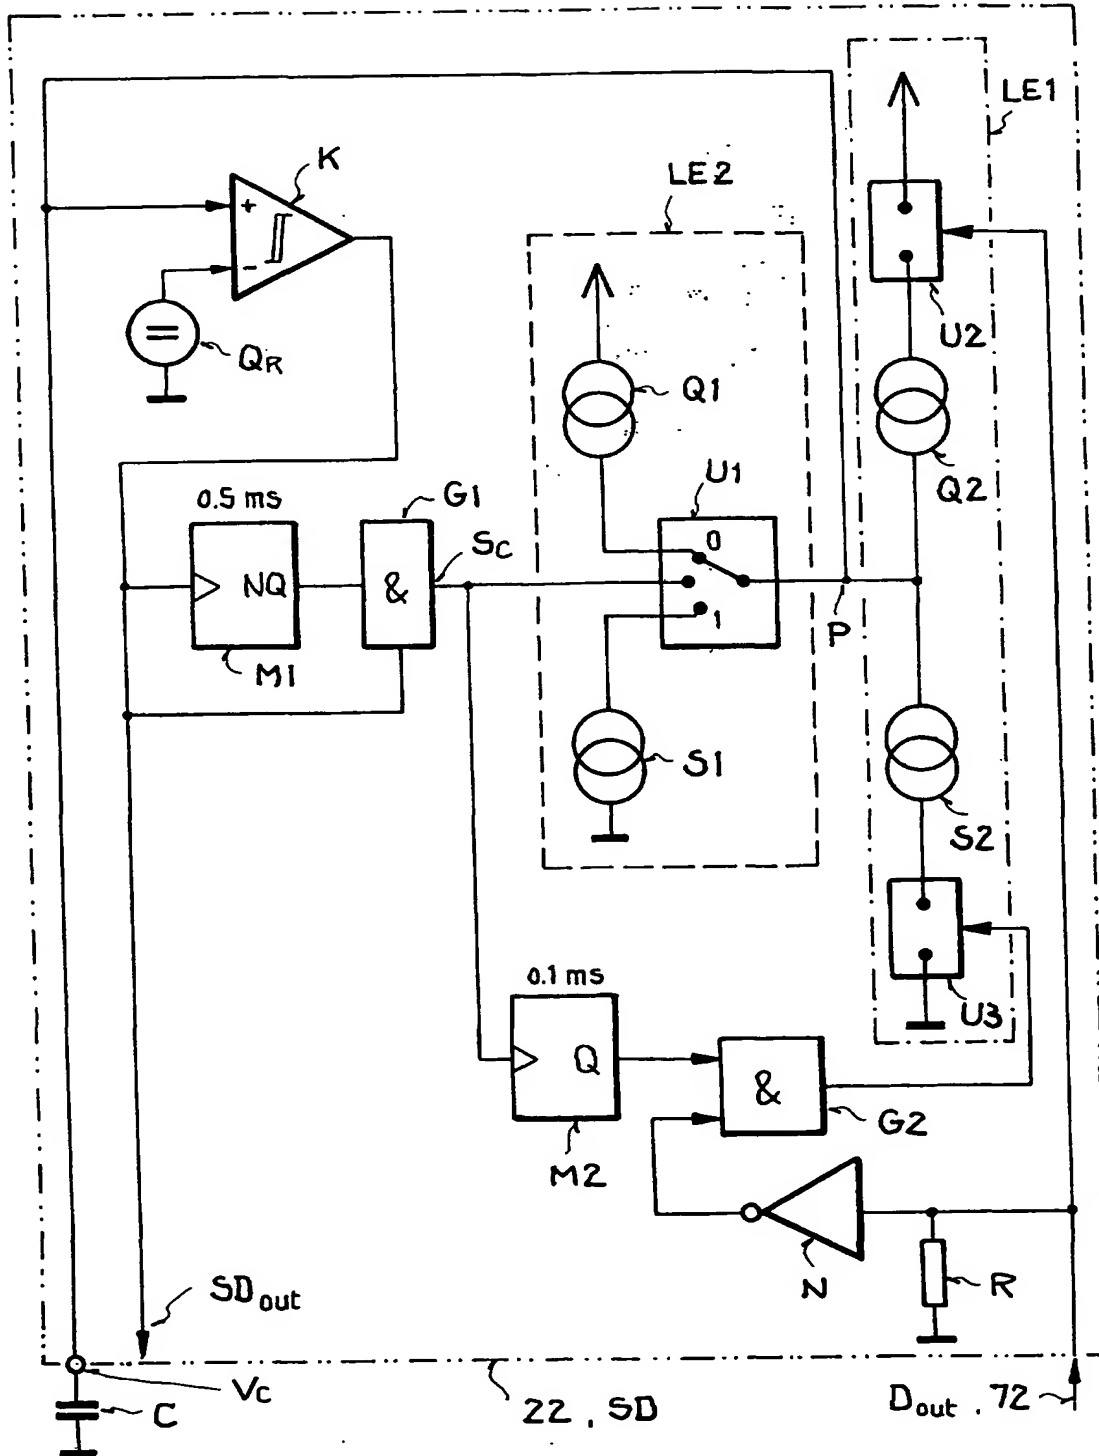 LE1
K
LE2
+
-
=
QR
U2
Q1
Q2
0.5 ms
G1
U1
0
Sc
NQ
&
1
P
M1
S1
S2
0.1 ms
U3
Q
&
G2
M2
N
R
SDout
Vc
C
22, SD
Dout, 72